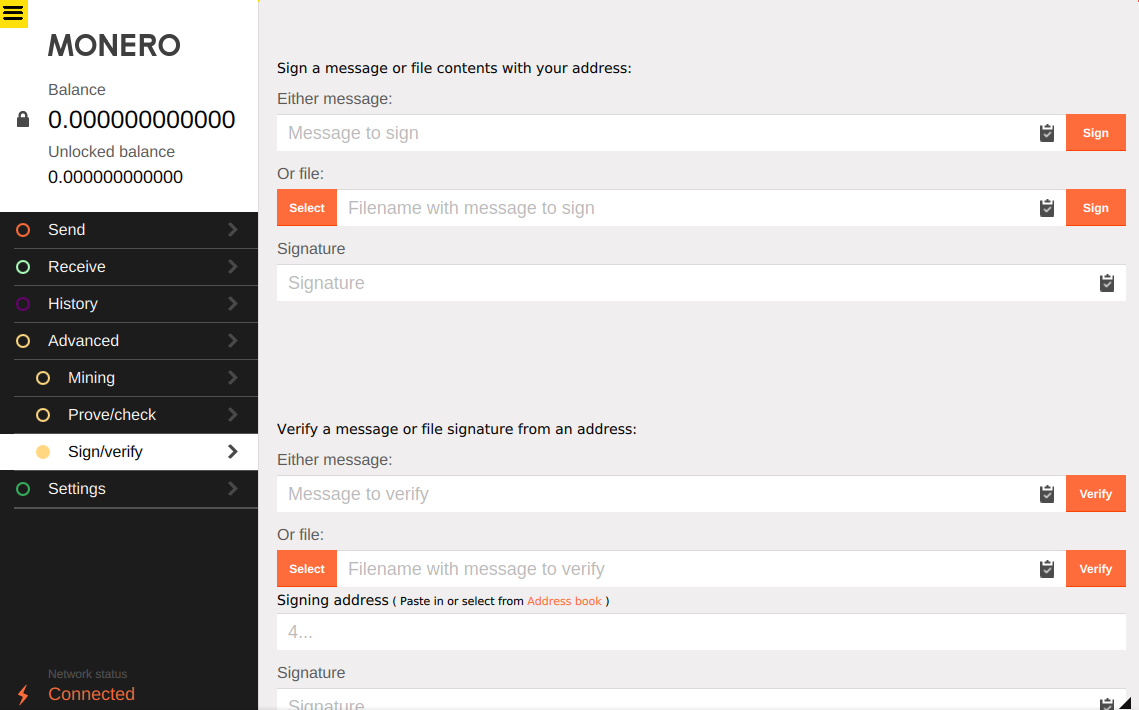 MONERO
Balance
0.000000000000
Unlocked balance
0.000000000000
Send
Receive
History
Advanced
Mining
Prove/check
Sign/verify
Settings
Network status
Connected
Sign a message or file contents with your address:
Either message:
Message to sign
Sign
Or file:
Select
Filename with message to sign
Sign
Signature
Signature
Verify a message or file signature from an address:
Either message:
Message to verify
Verify
Or file:
Select
Filename with message to verify
Verify
Signing address ( Paste in or select from Address book )
4...
Signature
Signature